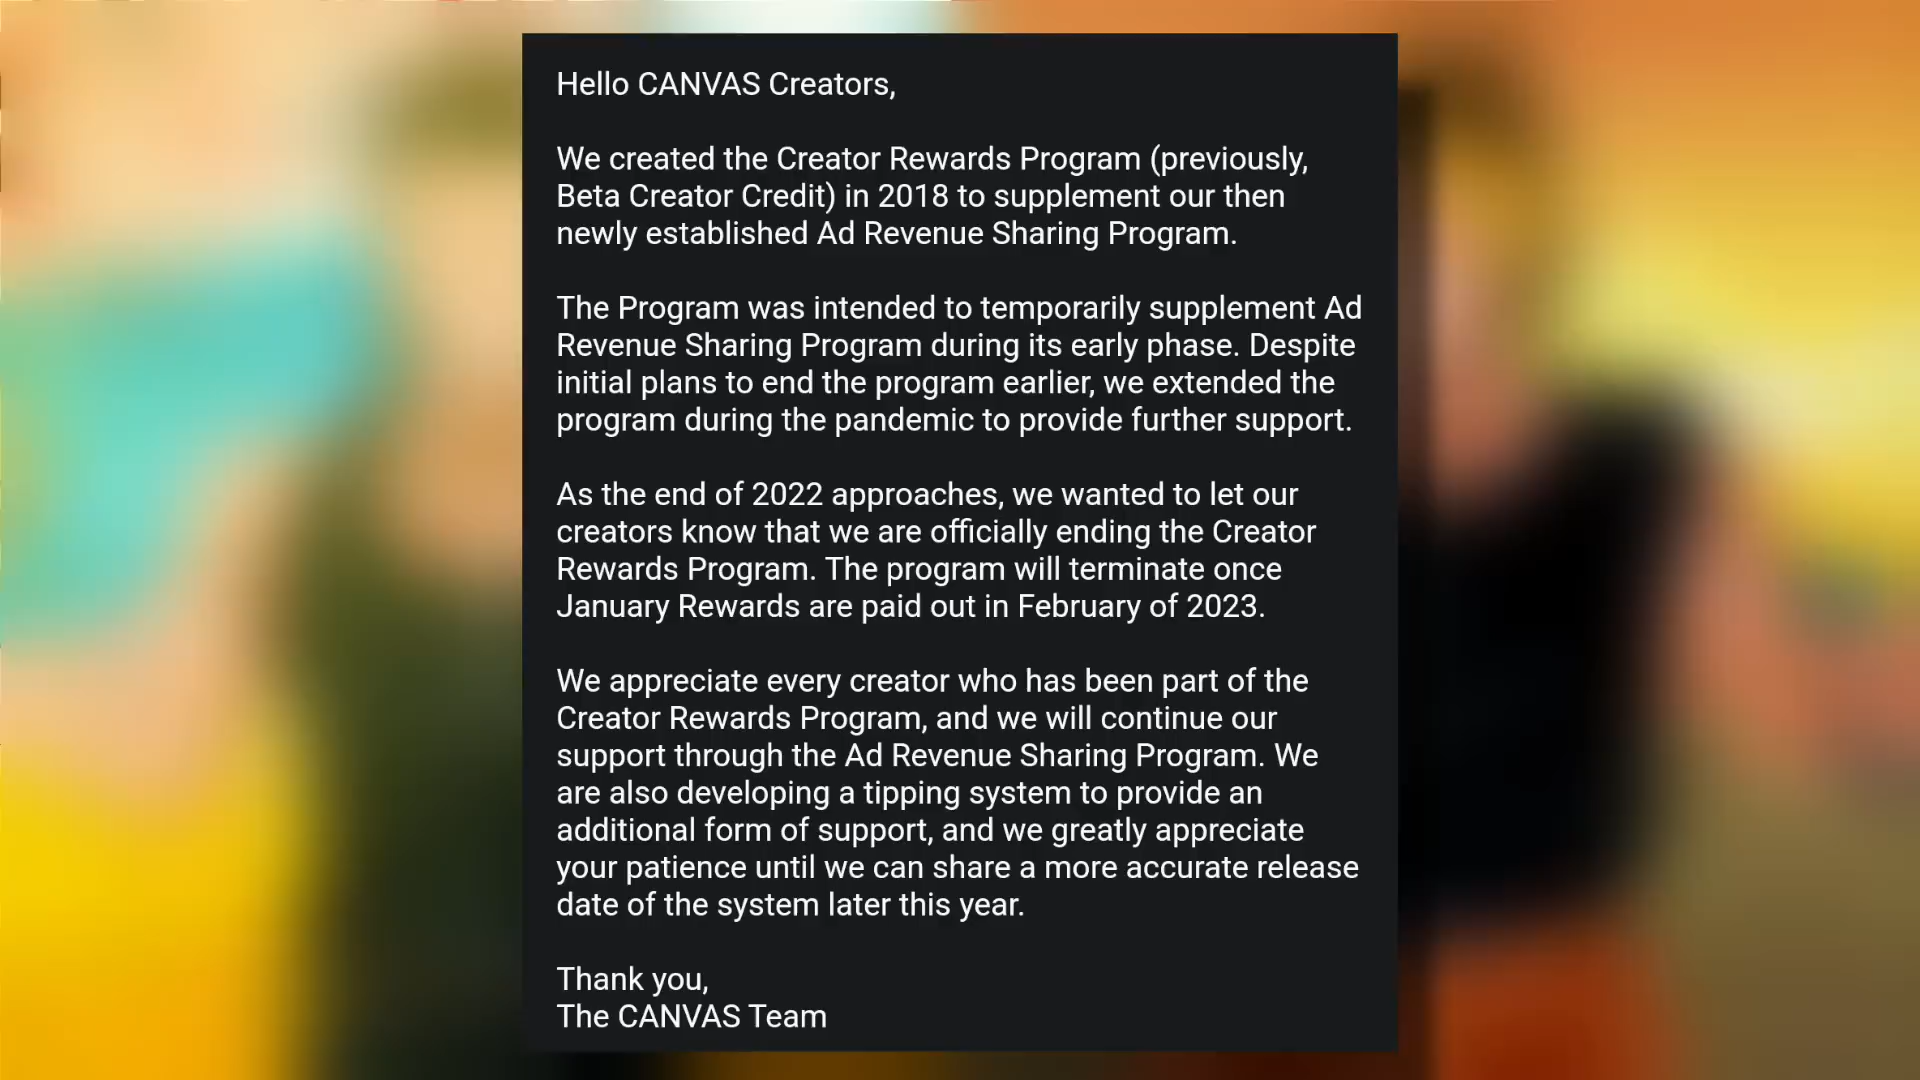 Hello CANVAS Creators,
We created the Creator Rewards Program (previously,
Beta Creator Credit) in 2018 to supplement our then
newly established Ad Revenue Sharing Program.
The Program was intended to temporarily supplement Ad
Revenue Sharing Program during its early phase. Despite
initial plans to end the program earlier, we extended the
program during the pandemic to provide further support.
As the end of 2022 approaches, we wanted to let our
creators know that we are officially ending the Creator
Rewards Program. The program will terminate once
January Rewards are paid out in February of 2023.
We appreciate every creator who has been part of the
Creator Rewards Program, and we will continue our
support through the Ad Revenue Sharing Program. We
are also developing a tipping system to provide an
additional form of support, and we greatly appreciate
your patience until we can share a more accurate release
date of the system later this year.
Thank you,
The CANVAS Team